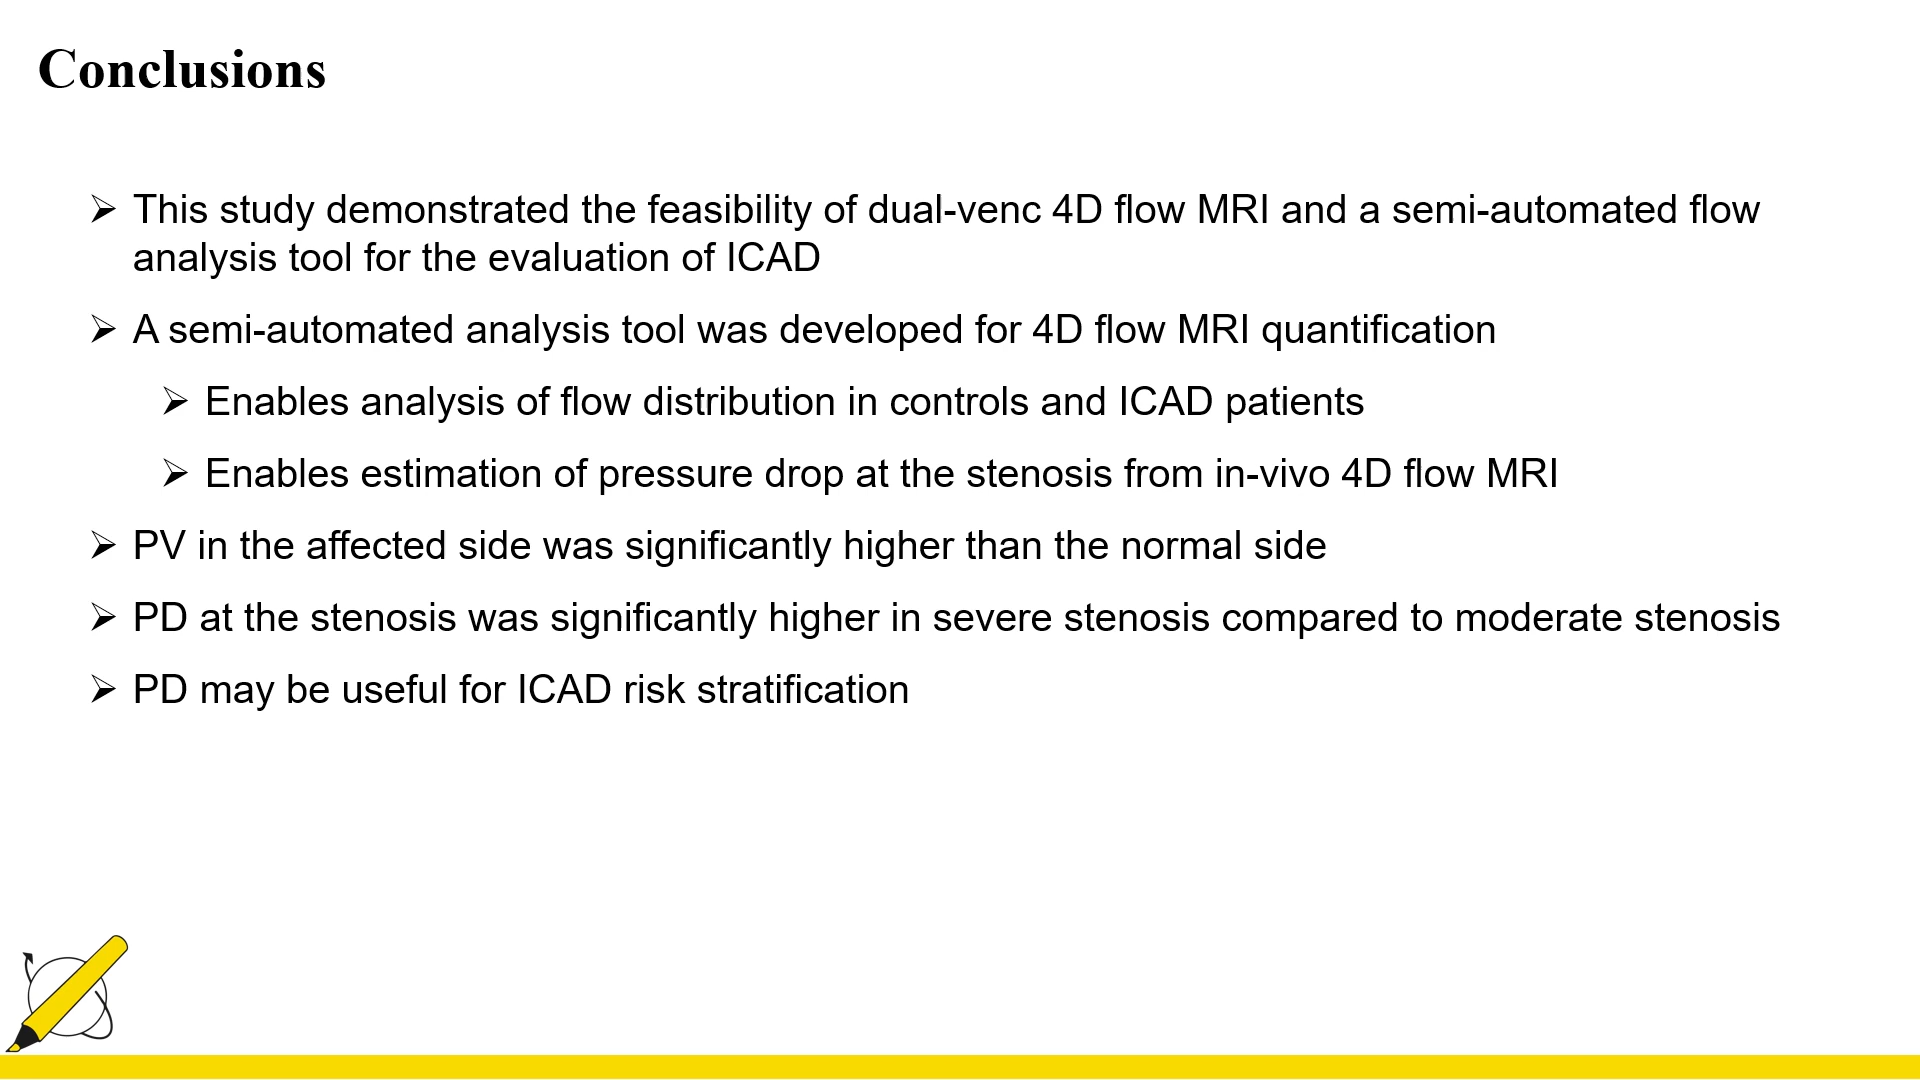 Conclusions
This study demonstrated the feasibility of dual-venc 4D flow MRI and a semi-automated flow
analysis tool for the evaluation of ICAD
A semi-automated analysis tool was developed for 4D flow MRI quantification
Enables analysis of flow distribution in controls and ICAD patients
Enables estimation of pressure drop at the stenosis from in-vivo 4D flow MRI
PV in the affected side was significantly higher than the normal side
PD at the stenosis was significantly higher in severe stenosis compared to moderate stenosis
PD may be useful for ICAD risk stratification